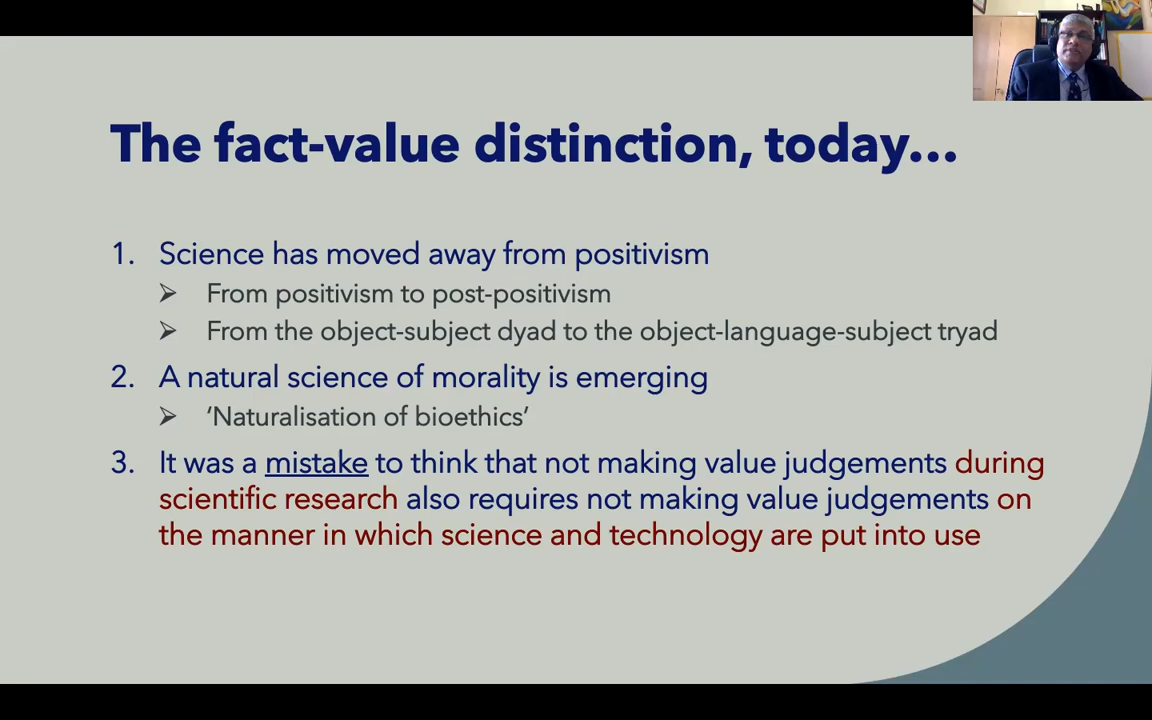 The fact-value distinction, today…
1. Science has moved away from positivism
➢ From positivism to post-positivism
➢ From the object-subject dyad to the object-language-subject tryad
2. A natural science of morality is emerging
➢ ‘Naturalisation of bioethics’
3. It was a mistake to think that not making value judgements during
scientific research also requires not making value judgements on
the manner in which science and technology are put into use